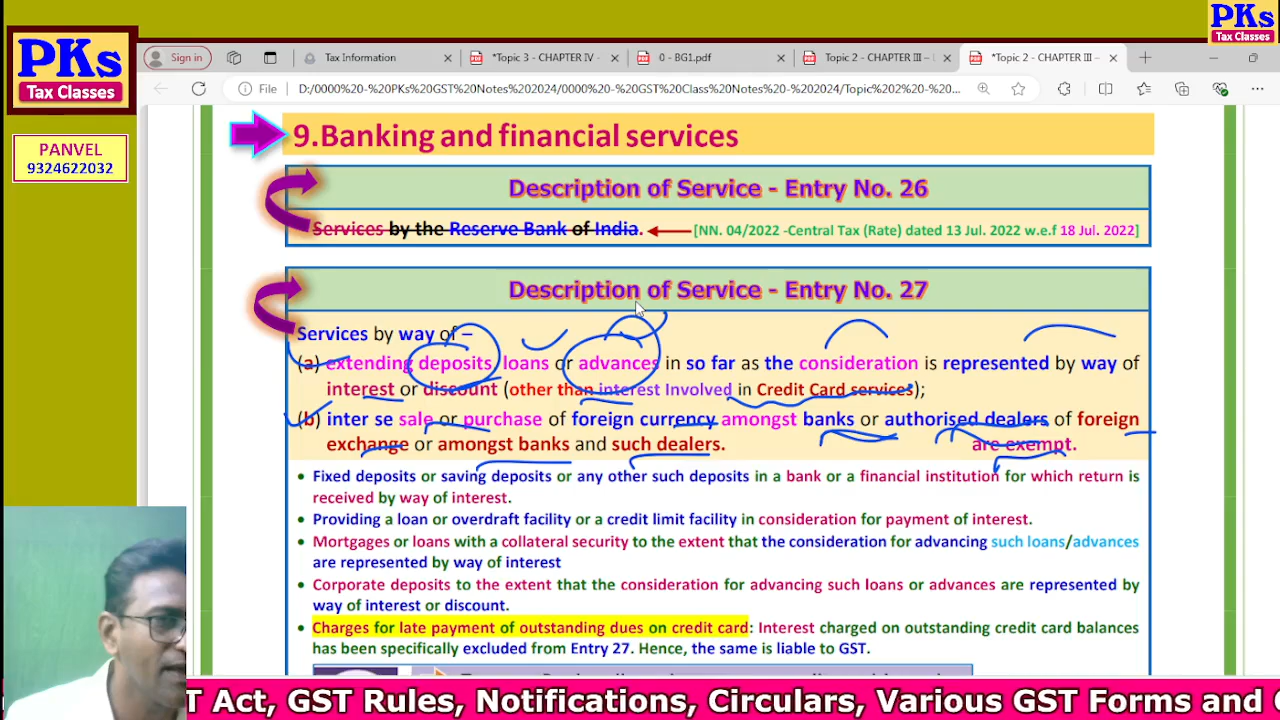 PKs
Tax Classes
PKs
Tax Classes
PANVEL
9324622032
Sign in
Tax Information
*Topic 3 - CHAPTER IV -
0 - BG1.pdf
Topic 2 - CHAPTER III – L
*Topic 2 - CHAPTER III –
File
D:/0000%20-%20PKs%20GST%20Notes%202024/0000%20-%20GST%20Class%20Notes%20-%202024/Topic%202%20-%20...
9.Banking and financial services
Description of Service - Entry No. 26
Services by the Reserve Bank of India.
[NN. 04/2022 -Central Tax (Rate) dated 13 Jul. 2022 w.e.f 18 Jul. 2022]
Description of Service - Entry No. 27
Services by way of –
(a) extending deposits loans or advances in so far as the consideration is represented by way of
interest or discount (other than interest Involved in Credit Card services);
(b) inter se sale or purchase of foreign currency amongst banks or authorised dealers of foreign
exchange or amongst banks and such dealers. are exempt.
• Fixed deposits or saving deposits or any other such deposits in a bank or a financial institution for which return is
received by way of interest.
• Providing a loan or overdraft facility or a credit limit facility in consideration for payment of interest.
• Mortgages or loans with a collateral security to the extent that the consideration for advancing such loans/advances
are represented by way of interest
• Corporate deposits to the extent that the consideration for advancing such loans or advances are represented by
way of interest or discount.
• Charges for late payment of outstanding dues on credit card: Interest charged on outstanding credit card balances
has been specifically excluded from Entry 27. Hence, the same is liable to GST.
T Act, GST Rules, Notifications, Circulars, Various GST Forms and